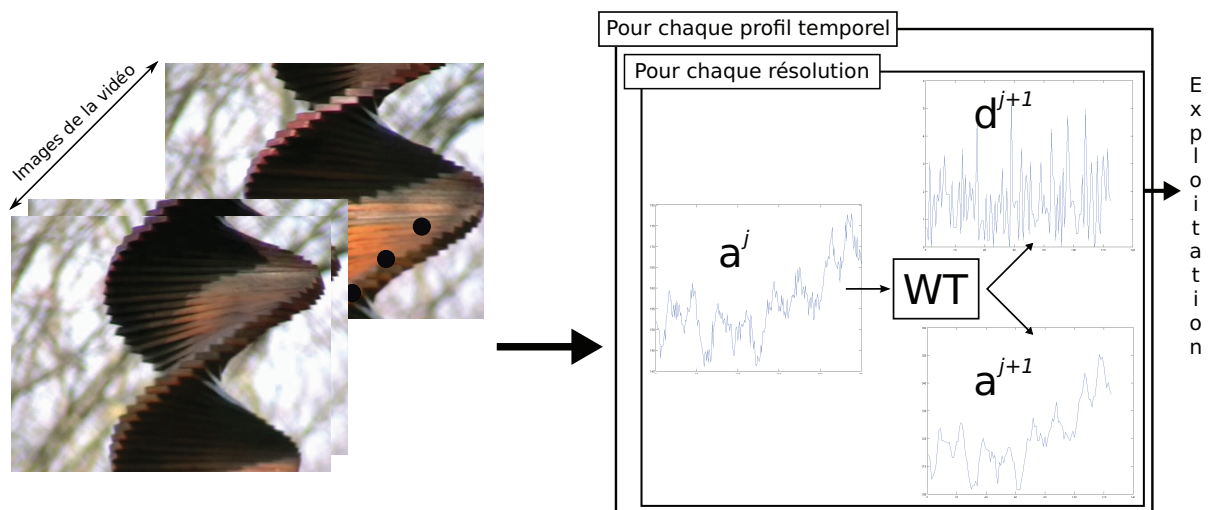 Images de la vidéo
Pour chaque profil temporel
Pour chaque résolution
a^j
WT
d^{j+1}
a^{j+1}
Exploitation